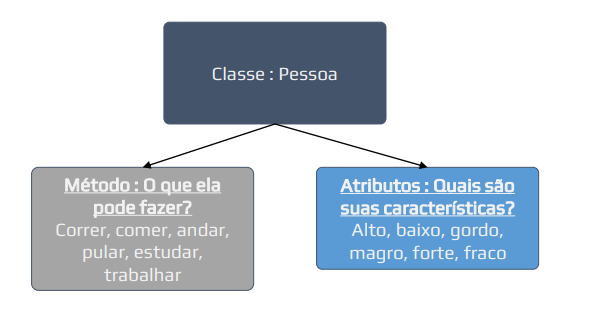 Classe : Pessoa
Método : O que ela
pode fazer?
Correr, comer, andar,
pular, estudar,
trabalhar
Atributos : Quais são
suas características?
Alto, baixo, gordo,
magro, forte, fraco